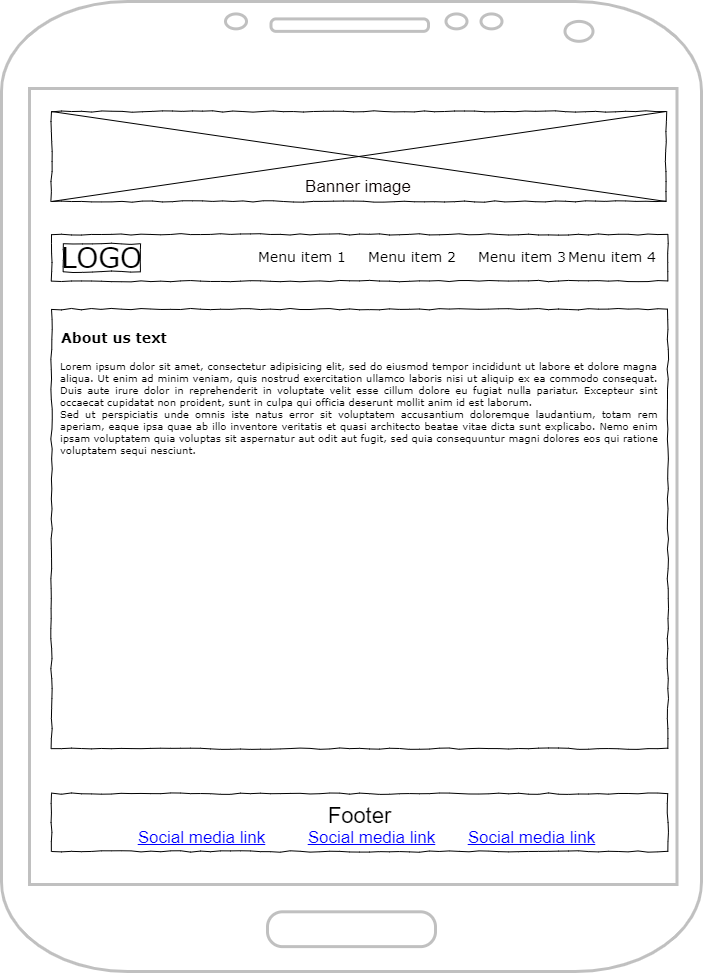 Banner image
LOGO
Menu item 1 Menu item 2 Menu item 3 Menu item 4
About us text
Lorem ipsum dolor sit amet, consectetur adipisicing elit, sed do eiusmod tempor incididunt ut labore et dolore magna
aliqua. Ut enim ad minim veniam, quis nostrud exercitation ullamco laboris nisi ut aliquip ex ea commodo consequat.
Duis aute irure dolor in reprehenderit in voluptate velit esse cillum dolore eu fugiat nulla pariatur. Excepteur sint
occaecat cupidatat non proident, sunt in culpa qui officia deserunt mollit anim id est laborum.
Sed ut perspiciatis unde omnis iste natus error sit voluptatem accusantium doloremque laudantium, totam rem
aperiam, eaque ipsa quae ab illo inventore veritatis et quasi architecto beatae vitae dicta sunt explicabo. Nemo enim
ipsam voluptatem quia voluptas sit aspernatur aut odit aut fugit, sed quia consequuntur magni dolores eos qui ratione
voluptatem sequi nesciunt.
Footer
Social media link Social media link Social media link